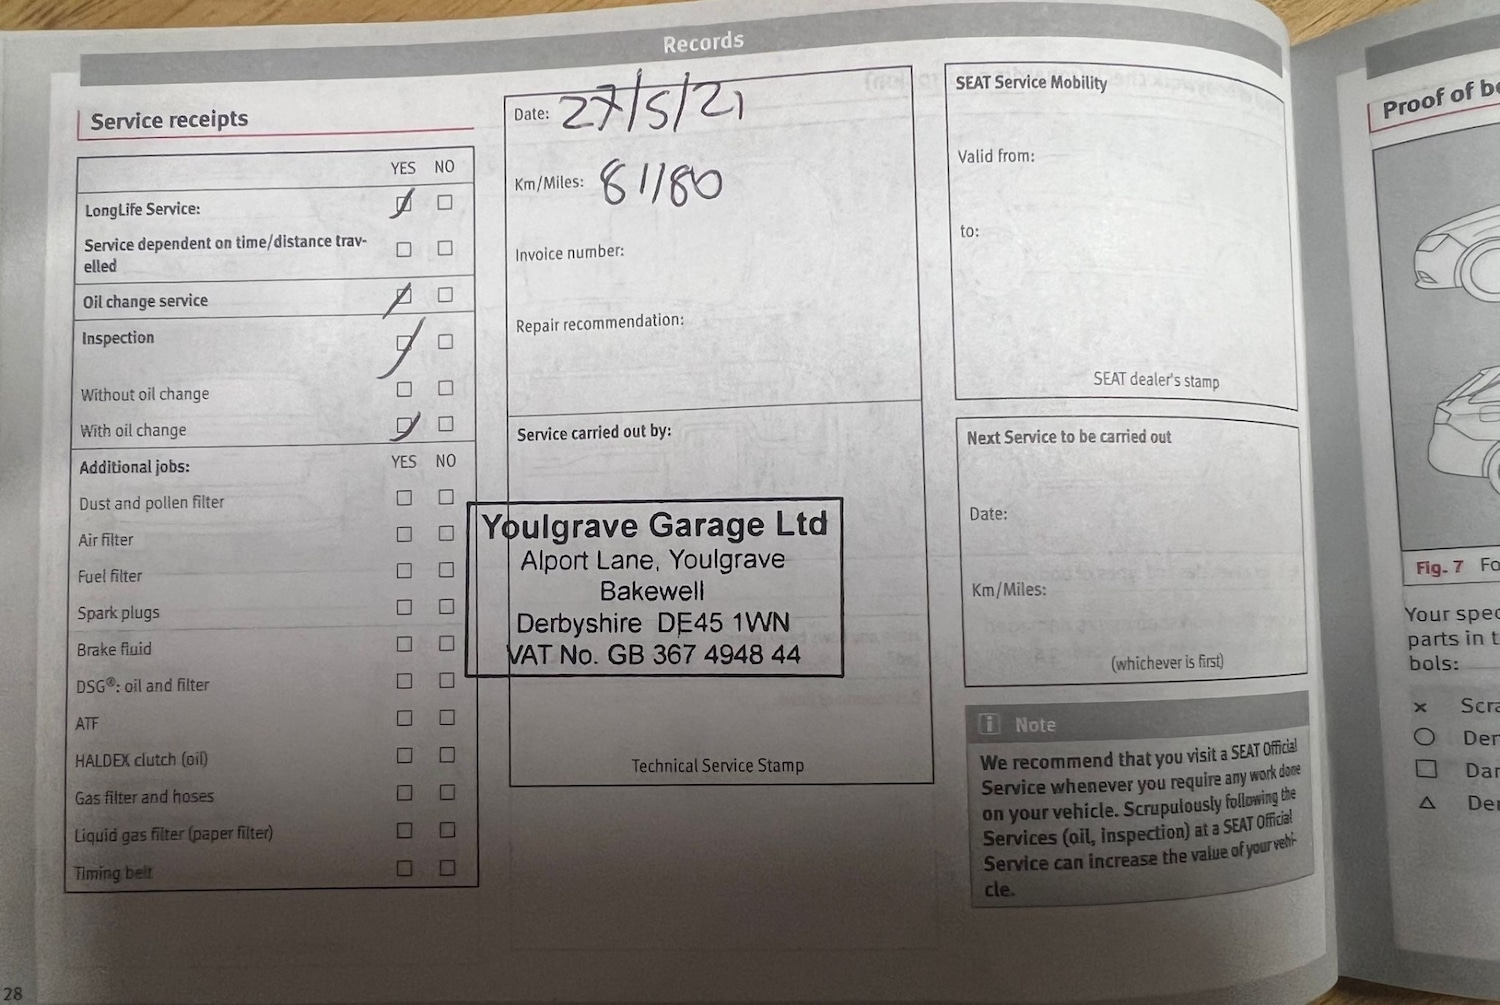 Records
Service receipts
YES NO
LongLife Service:
Service dependent on time/distance trav-
elled
Oil change service
Inspection
Without oil change
With oil change
Additional jobs: YES NO
Dust and pollen filter
Air filter
Fuel filter
Spark plugs
Brake fluid
DSG®: oil and filter
ATF
HALDEX clutch (oil)
Gas filter and hoses
Liquid gas filter (paper filter)
Timing belt
28
Date: 27/5/21
Km/Miles: 81180
Invoice number:
Repair recommendation:
Service carried out by:
Youlgrave Garage Ltd
Alport Lane, Youlgrave
Bakewell
Derbyshire DE45 1WN
VAT No. GB 367 4948 44
Technical Service Stamp
SEAT Service Mobility
Valid from:
to:
SEAT dealer's stamp
Next Service to be carried out
Date:
Km/Miles:
(whichever is first)
i Note
We recommend that you visit a SEAT Official
Service whenever you require any work done
on your vehicle. Scrupulously following the
Services (oil, inspection) at a SEAT Official
Service can increase the value of your vehi-
cle.
Proof of
Fig. 7
Your
parts in
bols: